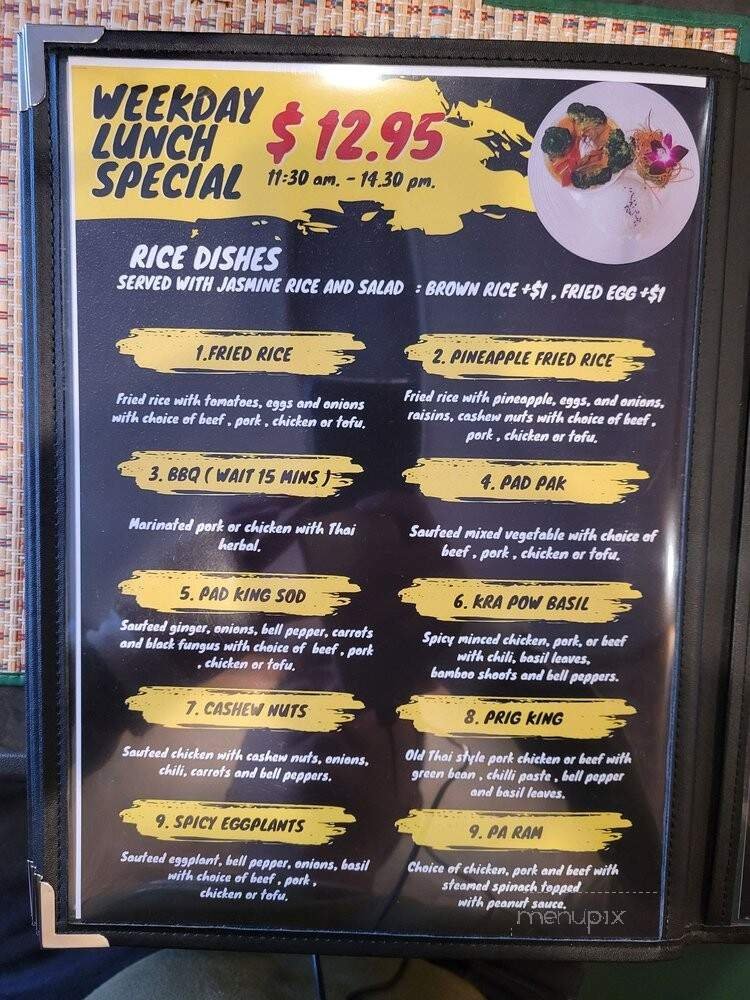 WEEKDAY
LUNCH
SPECIAL
$ 12.95
11:30 am. - 14.30 pm.
RICE DISHES
SERVED WITH JASMINE RICE AND SALAD : BROWN RICE +$1 , FRIED EGG +$1
1.FRIED RICE
Fried rice with tomatoes, eggs and onions
with choice of beef , pork , chicken or tofu.
2. PINEAPPLE FRIED RICE
Fried rice with pineapple, eggs, and onions,
raisins, cashew nuts with choice of beef ,
pork , chicken or tofu.
3. BBQ ( WAIT 15 MINS )
Marinated pork or chicken with Thai
herbal.
4. PAD PAK
Sauteed mixed vegetable with choice of
beef , pork , chicken or tofu.
5. PAD KING SOD
Sauteed ginger, onions, bell pepper, carrots
and black fungus with choice of beef , pork
, chicken or tofu.
6. KRA POW BASIL
Spicy minced chicken, pork, or beef
with chili, basil leaves,
bamboo shoots and bell peppers.
7. CASHEW NUTS
Sauteed chicken with cashew nuts, onions,
chili, carrots and bell peppers.
8. PRIG KING
Old Thai style pork chicken or beef with
green bean , chilli paste , bell pepper
and basil leaves.
9. SPICY EGGPLANTS
Sauteed eggplant, bell pepper, onions, basil
with choice of beef , pork ,
chicken or tofu.
9. PA RAM
Choice of chicken, pork and beef with
steamed spinach topped
with peanut sauce.
menupix